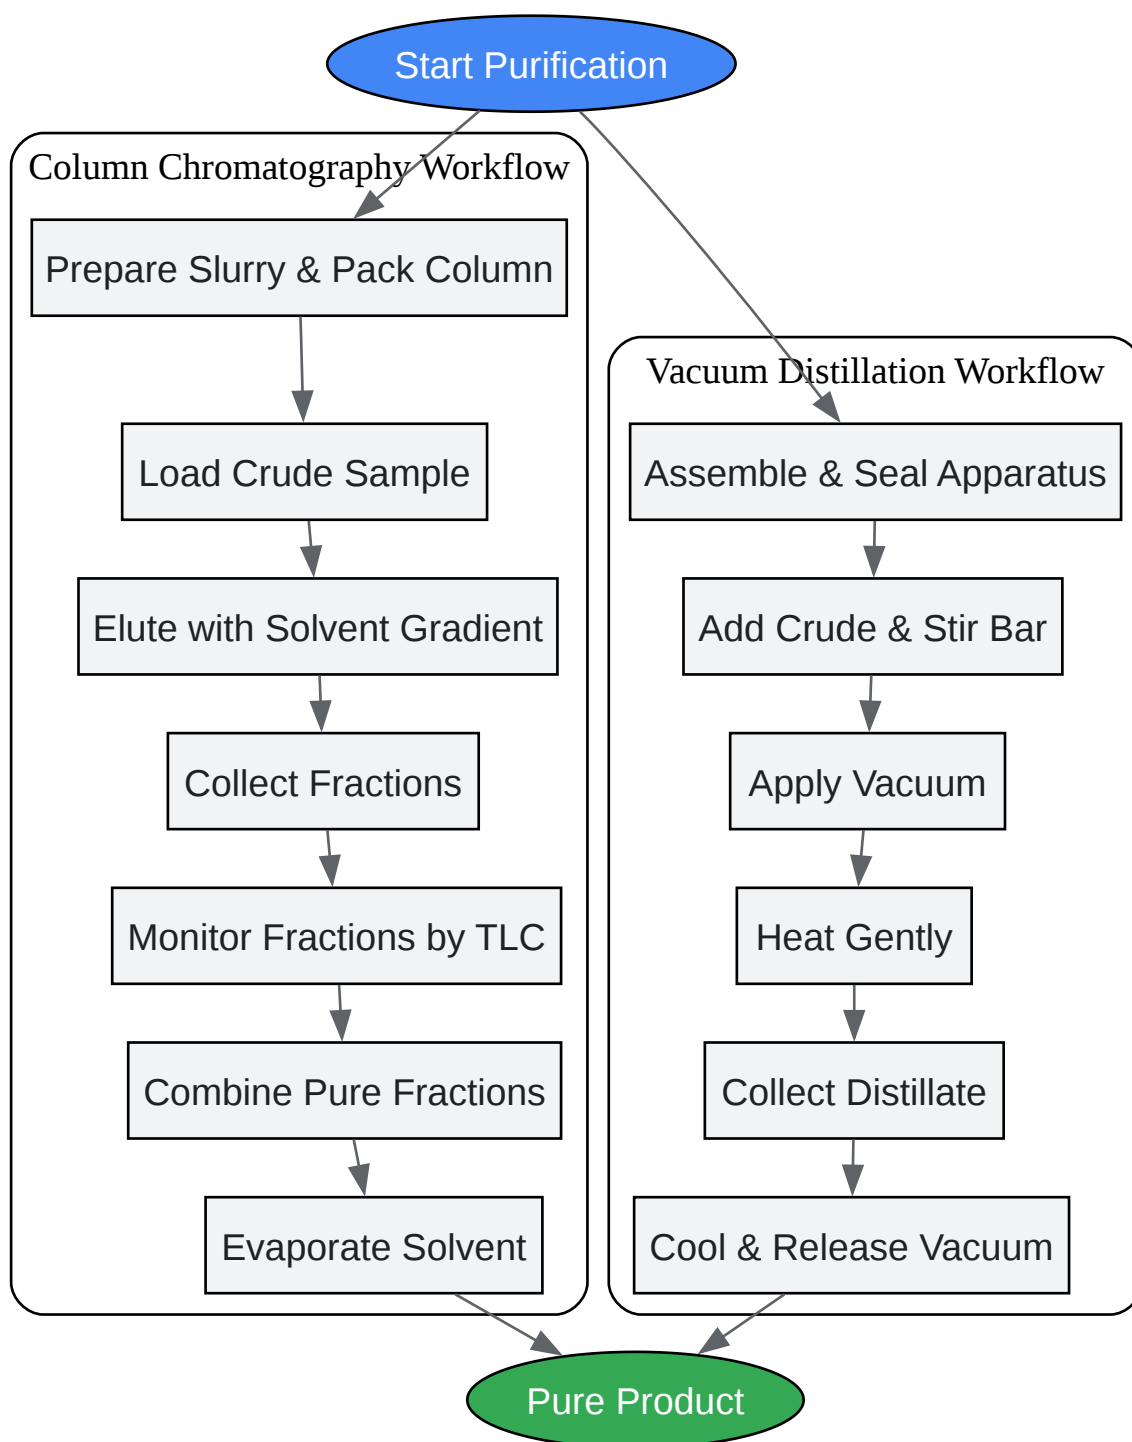 Start Purification
Column Chromatography Workflow
Prepare Slurry & Pack Column
Load Crude Sample
Elute with Solvent Gradient
Collect Fractions
Monitor Fractions by TLC
Combine Pure Fractions
Evaporate Solvent
Vacuum Distillation Workflow
Assemble & Seal Apparatus
Add Crude & Stir Bar
Apply Vacuum
Heat Gently
Collect Distillate
Cool & Release Vacuum
Pure Product